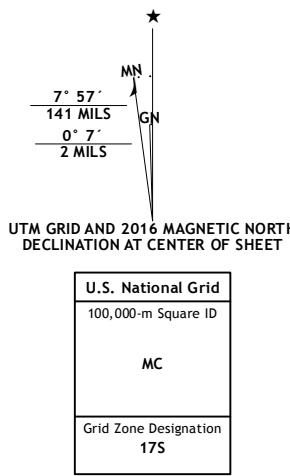 MN
7° 57´
141 MILS
GN
0° 7´
2 MILS
UTM GRID AND 2016 MAGNETIC NORTH
DECLINATION AT CENTER OF SHEET
U.S. National Grid
100,000-m Square ID
MC
Grid Zone Designation
17S